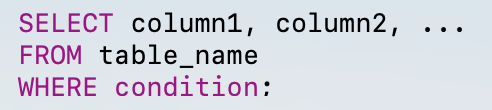 SELECT column1, column2, ...
FROM table_name
WHERE condition;